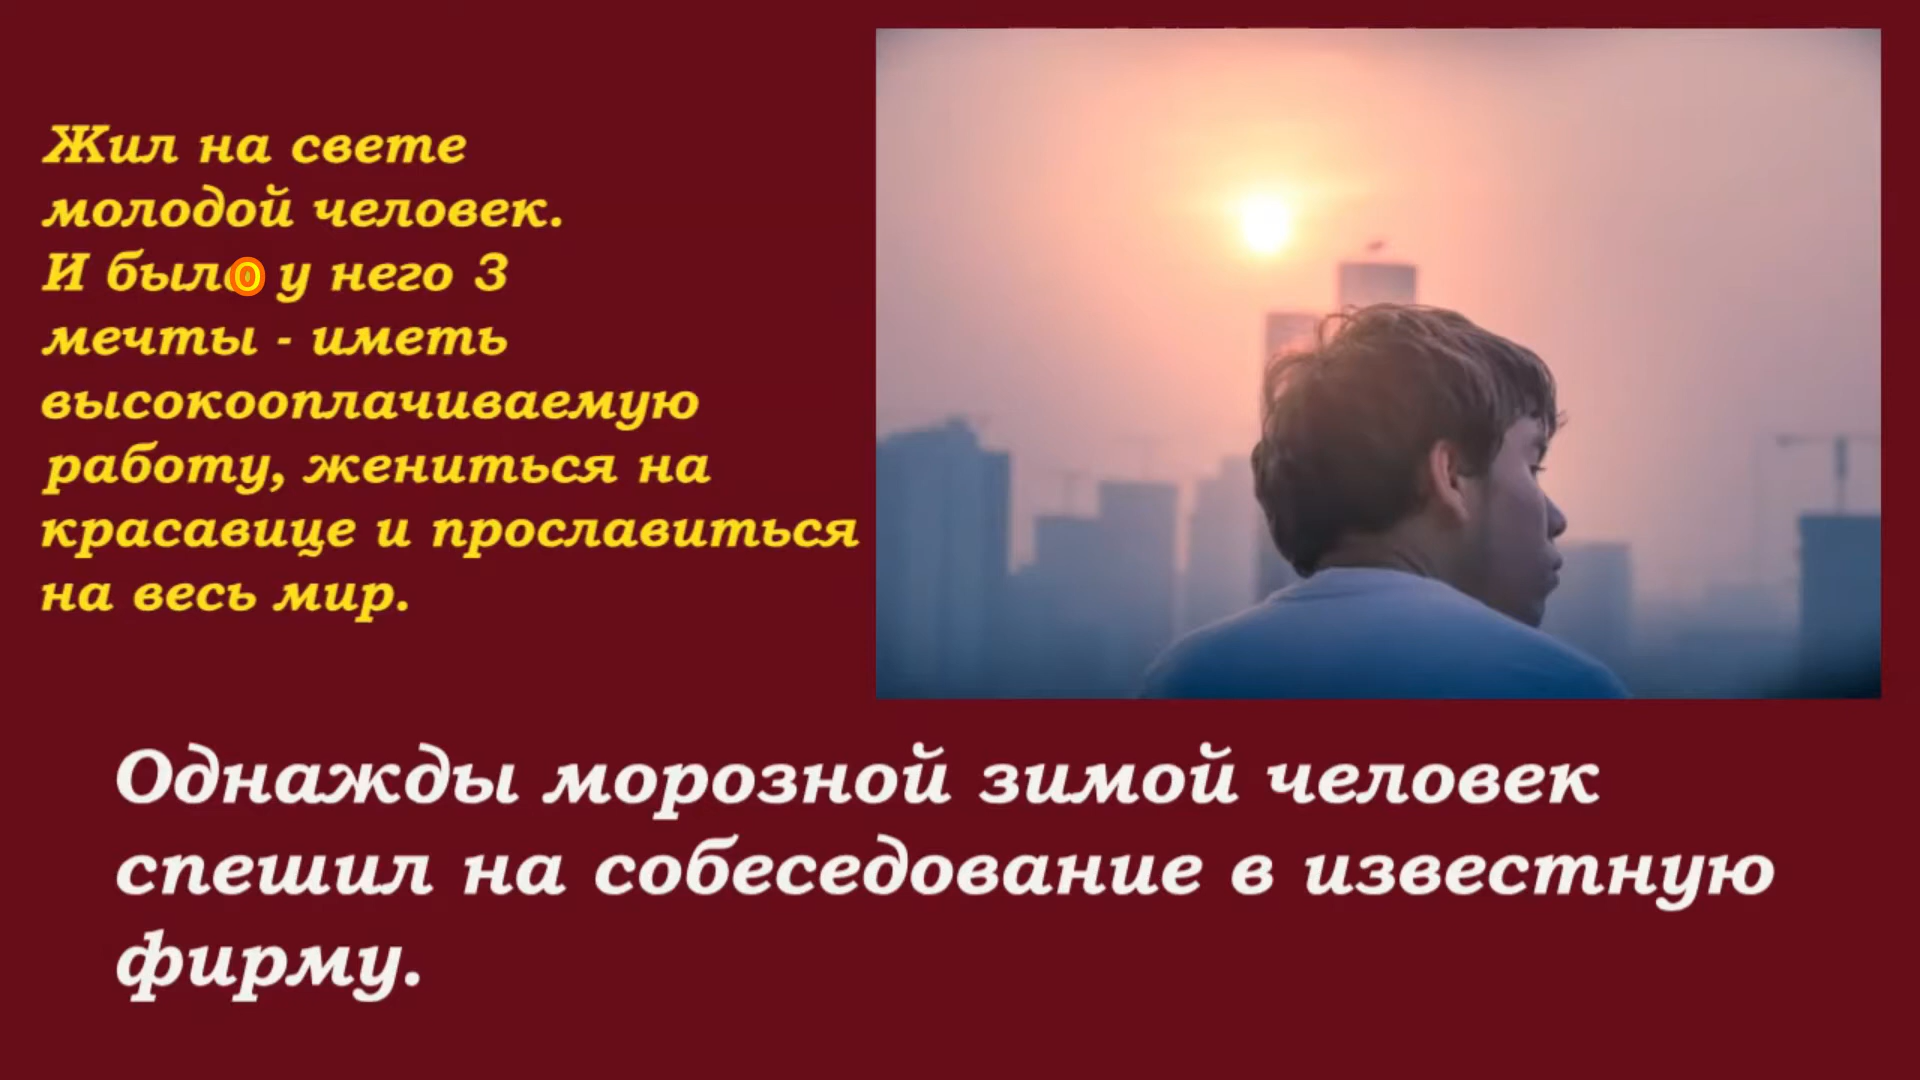 Жил на свете
молодой человек.
И было у него 3
мечты - иметь
высокооплачиваемую
работу, жениться на
красавице и прославиться
на весь мир.
Однажды морозной зимой человек
спешил на собеседование в известную
фирму.